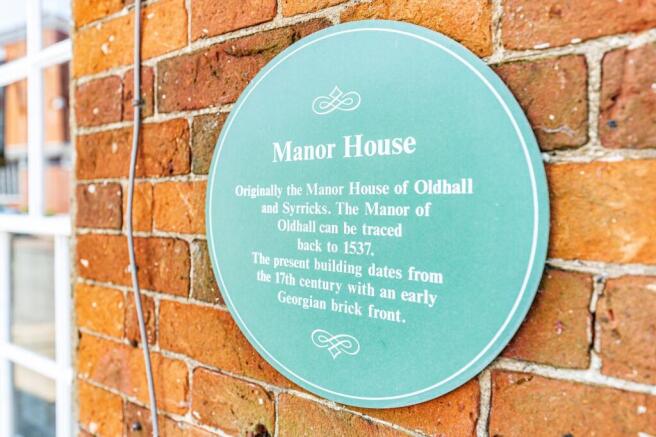 Manor House
Originally the Manor House of Oldhall
and Syrricks. The Manor of
Oldhall can be traced
back to 1537.
The present building dates from
the 17th century with an early
Georgian brick front.